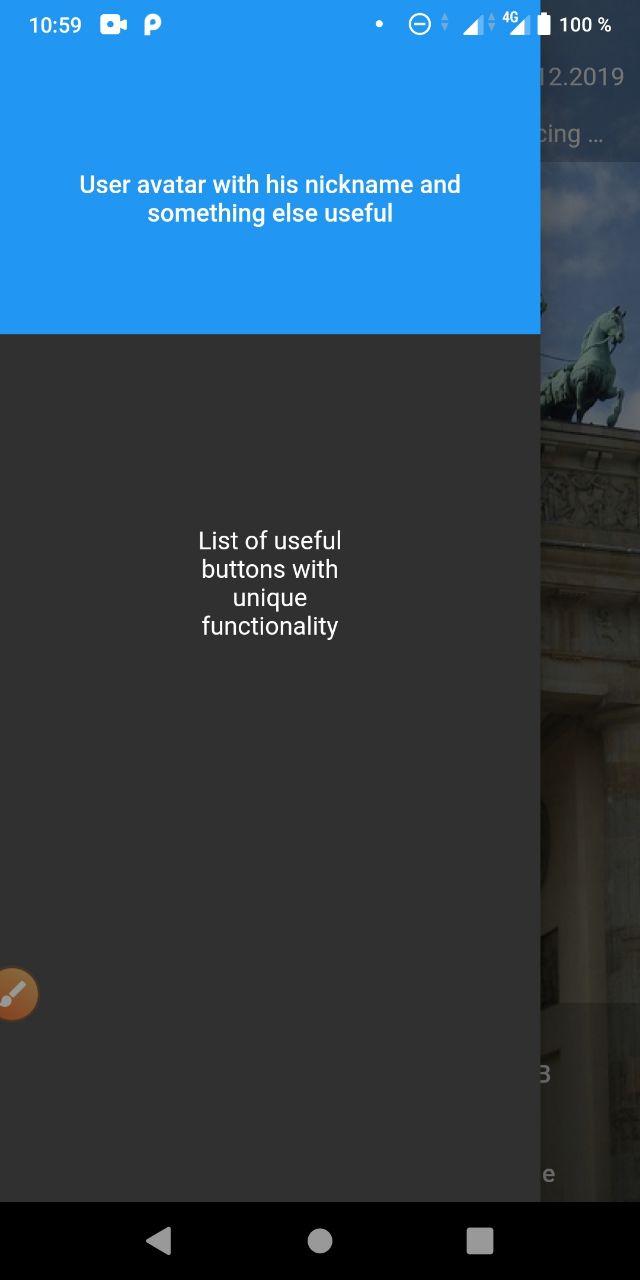 10:59
4G
100 %
12.2019
cing ...
User avatar with his nickname and
something else useful
List of useful
buttons with
unique
functionality
B
e